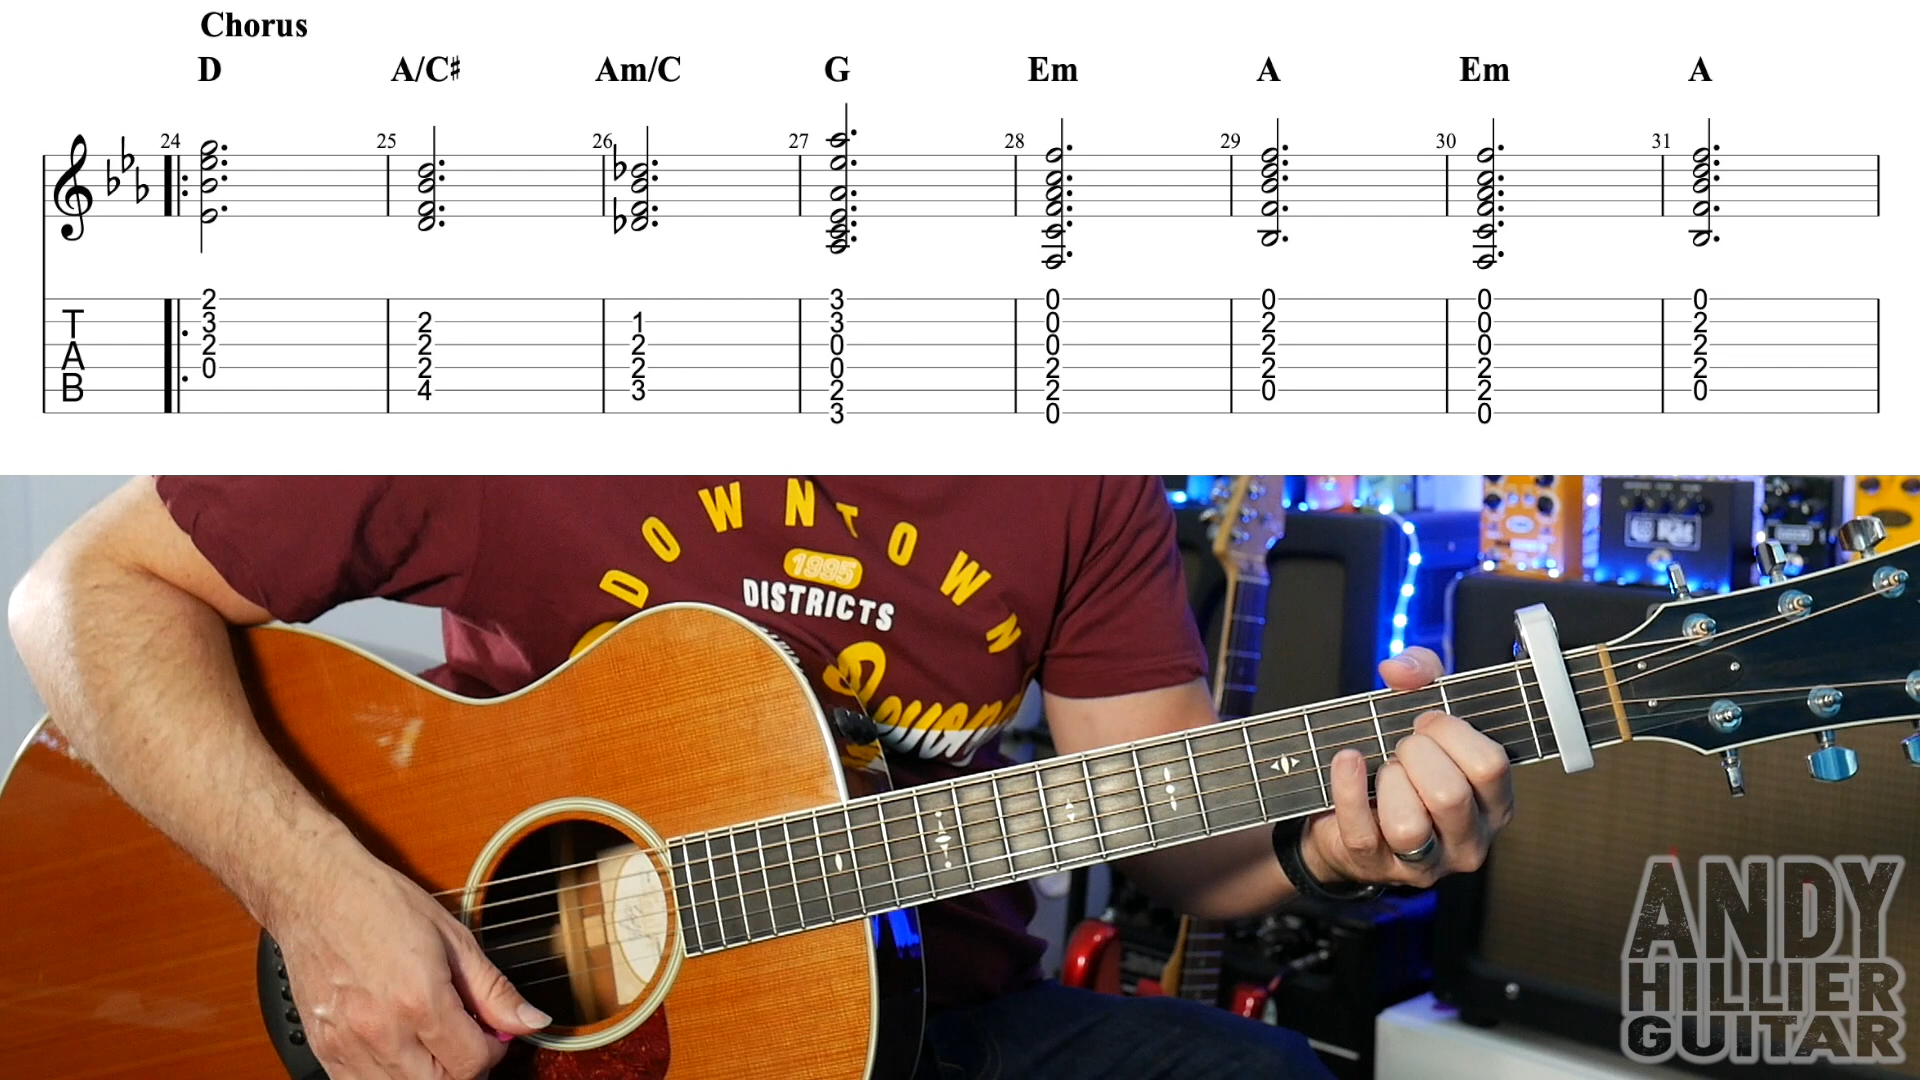 Chorus
D A/C♯ Am/C G Em A Em A
24 25 26 27 28 29 30 31
2 3 0 0 0 0
T 3 2 1 3 0 2 0 2
2 2 2 0 0 2 0 2
A 0 2 2 0 2 2 2 2
B 4 3 2 2 0 2 0
3 0 0
DOWNTOWN
1995
DISTRICTS
ANDY
HILLIER
GUITAR